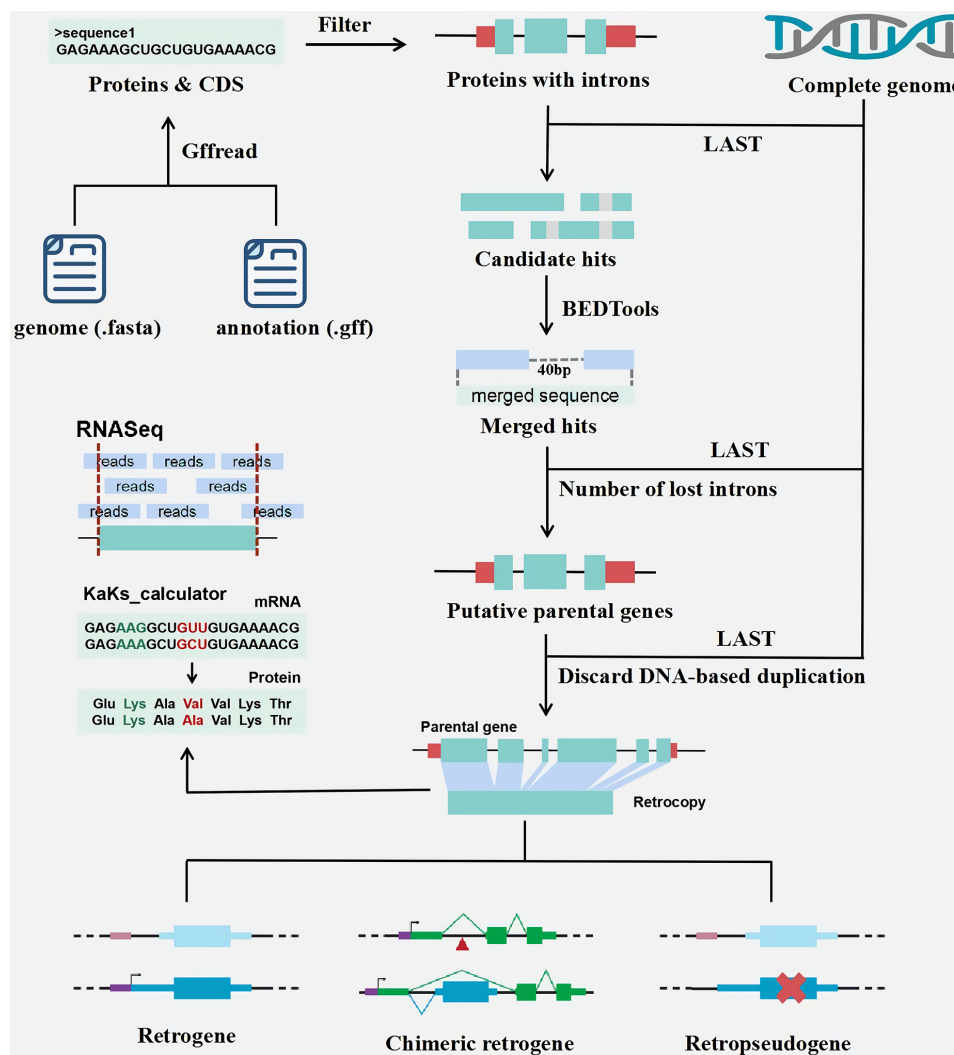 >sequence1
GAGAAAGCUGCUGUGAAAACG
Proteins & CDS
Filter
Proteins with introns
Complete genome
LAST
Gffread
genome (.fasta)
annotation (.gff)
Candidate hits
BEDTools
40bp
merged sequence
Merged hits
LAST
Number of lost introns
RNASeq
reads reads reads
reads reads
reads reads reads
Putative parental genes
LAST
Discard DNA-based duplication
KaKs_calculator
mRNA
GAGAAGGCUGUUGUGAAAACG
GAGAAAGCUGCUGUGAAAACG
Protein
Glu Lys Ala Val Val Lys Thr
Glu Lys Ala Ala Val Lys Thr
Parental gene
Retrocopy
Retrogene
Chimeric retrogene
Retropseudogene